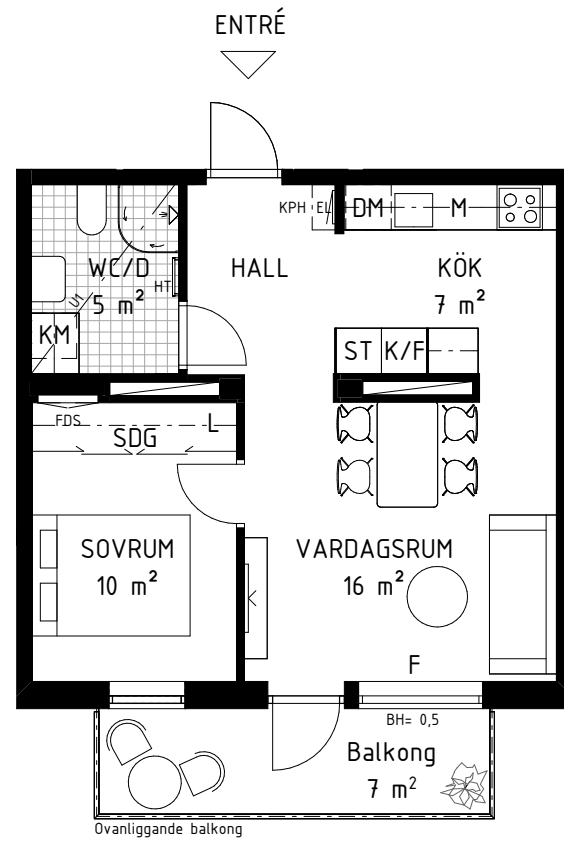 ENTRÉ
KPH EL DM M
WC/D
5 m²
HT
U1
KM
HALL
KÖK
7 m²
ST K/F
FDS
SDG
L
SOVRUM
10 m²
VARDAGSRUM
16 m²
F
BH= 0,5
Balkong
7 m²
Ovanliggande balkong